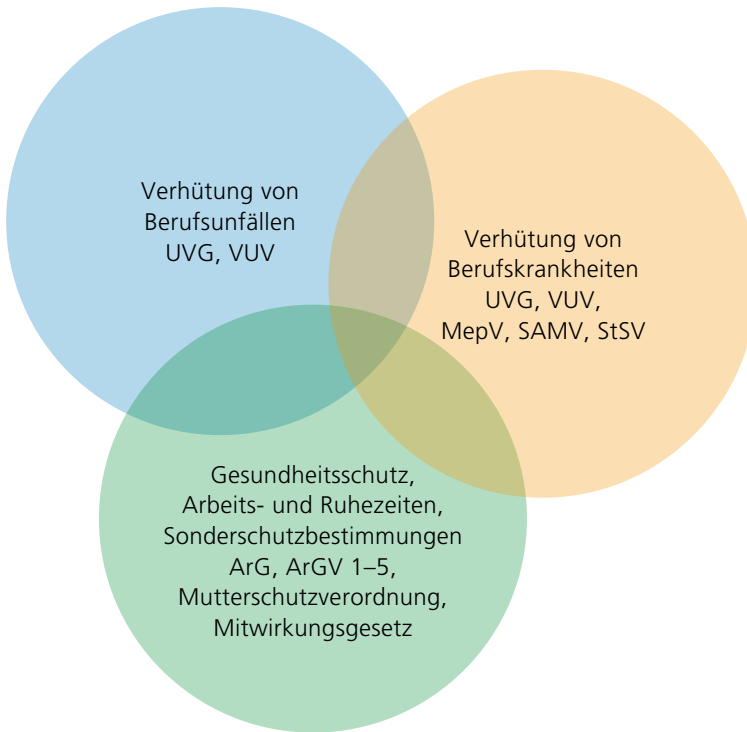 Verhütung von
Berufsunfällen
UVG, VUV
Verhütung von
Berufskrankheiten
UVG, VUV,
MepV, SAMV, StSV
Gesundheitsschutz,
Arbeits- und Ruhezeiten,
Sonderschutzbestimmungen
ArG, ArGV 1–5,
Mutterschutzverordnung,
Mitwirkungsgesetz